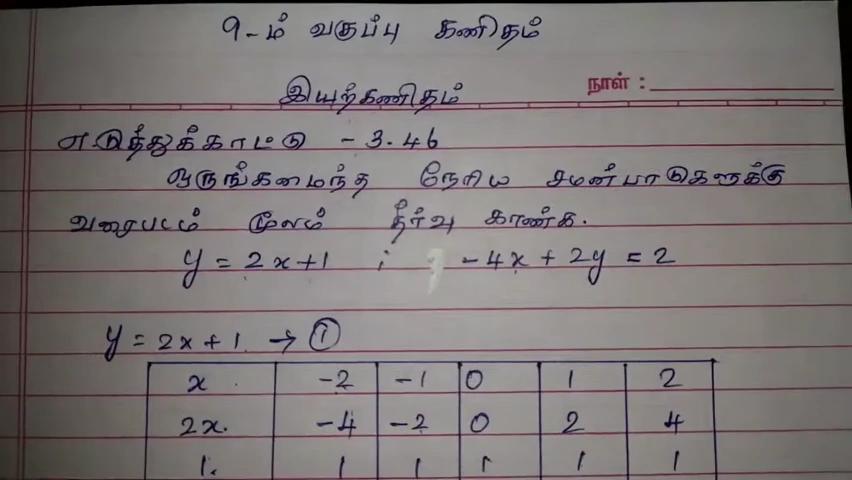 9-ம் வகுப்பு கணிதம்
இயற்கணிதம்
நாள் :
எடுத்துக்காட்டு - 3.46
ஒருங்கமைந்த நேரிய சமன்பாடுகளுக்கு
வரைபடம் மூலம் தீர்வு காண்க.
y = 2x+1 ; -4x + 2y = 2
y = 2x+1 → ①
x -2 -1 0 1 2
2x -4 -2 0 2 4
1 1 1 1 1 1